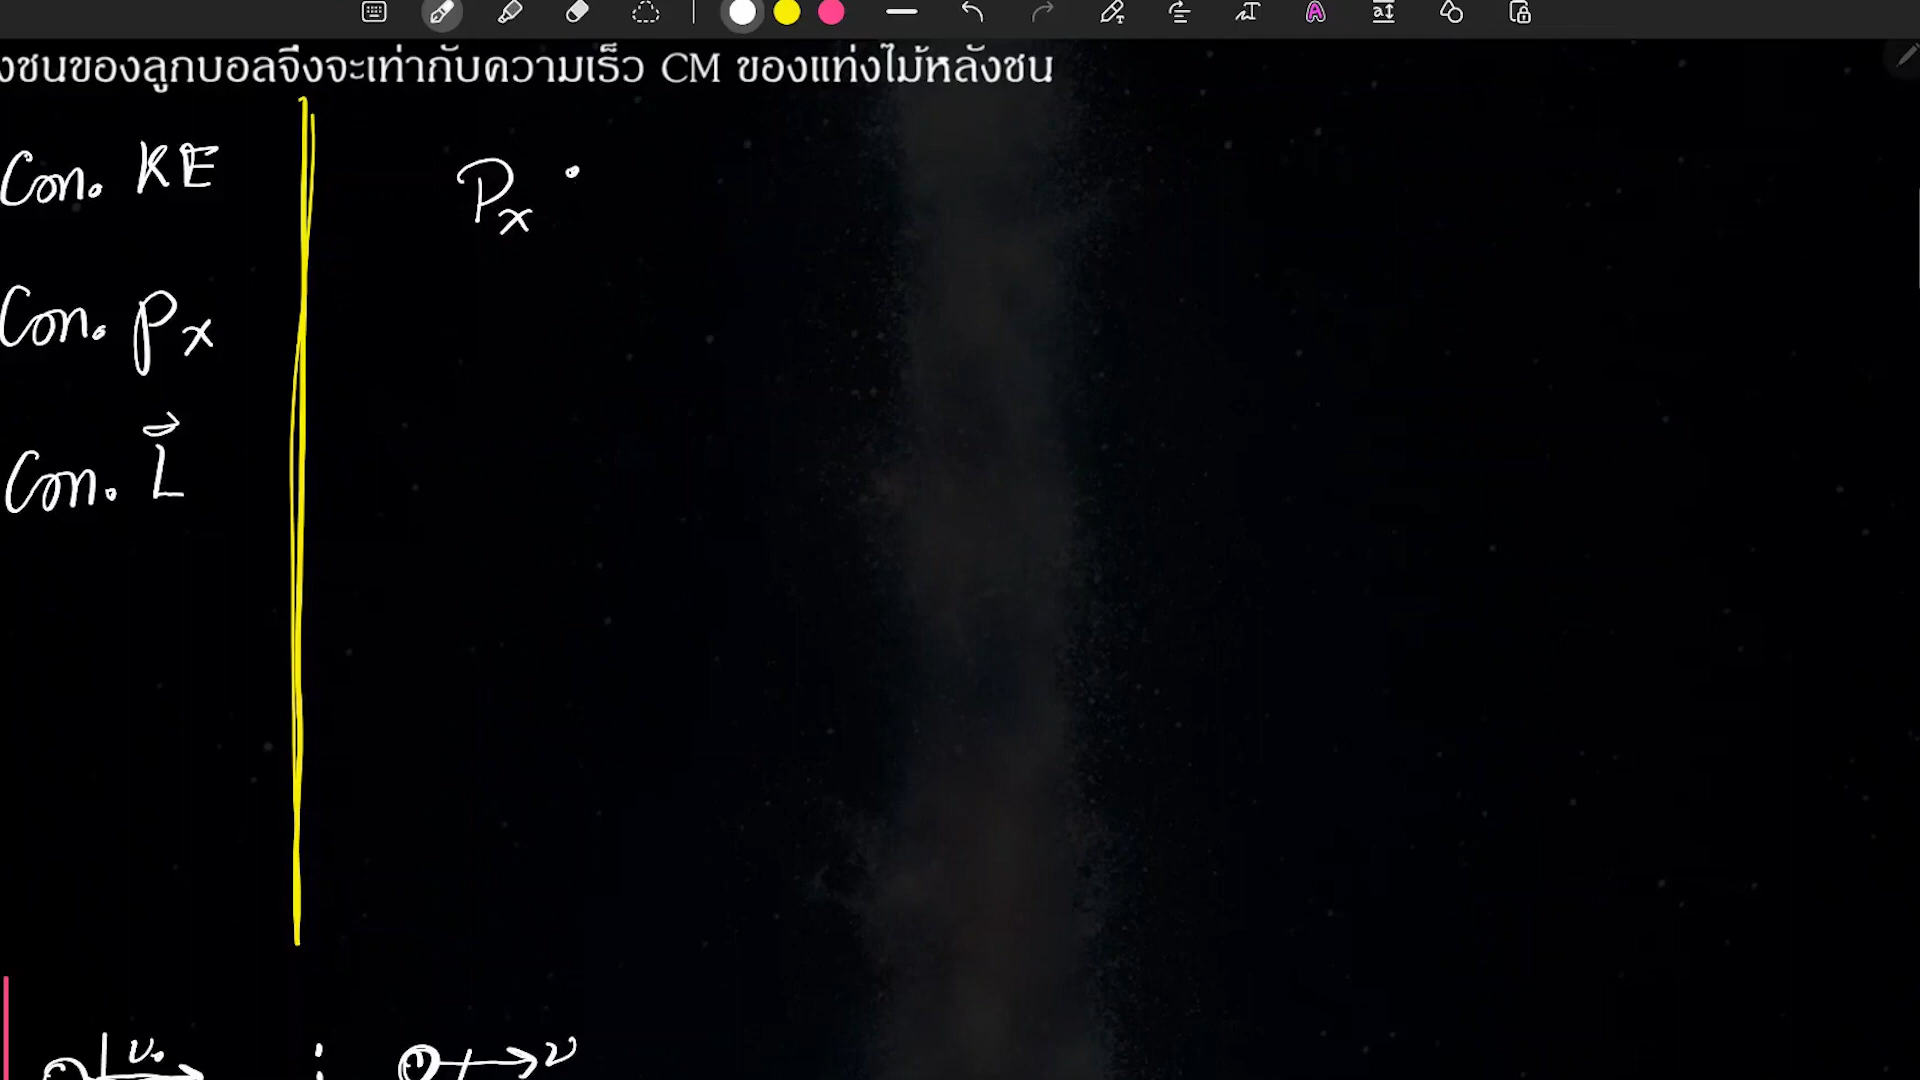 งชนของลูกบอลจึงจะเท่ากับความเร็ว CM ของแท่งไม้หลังชน
Con. KE
Con. Px
Con. L
Px
v₀
v